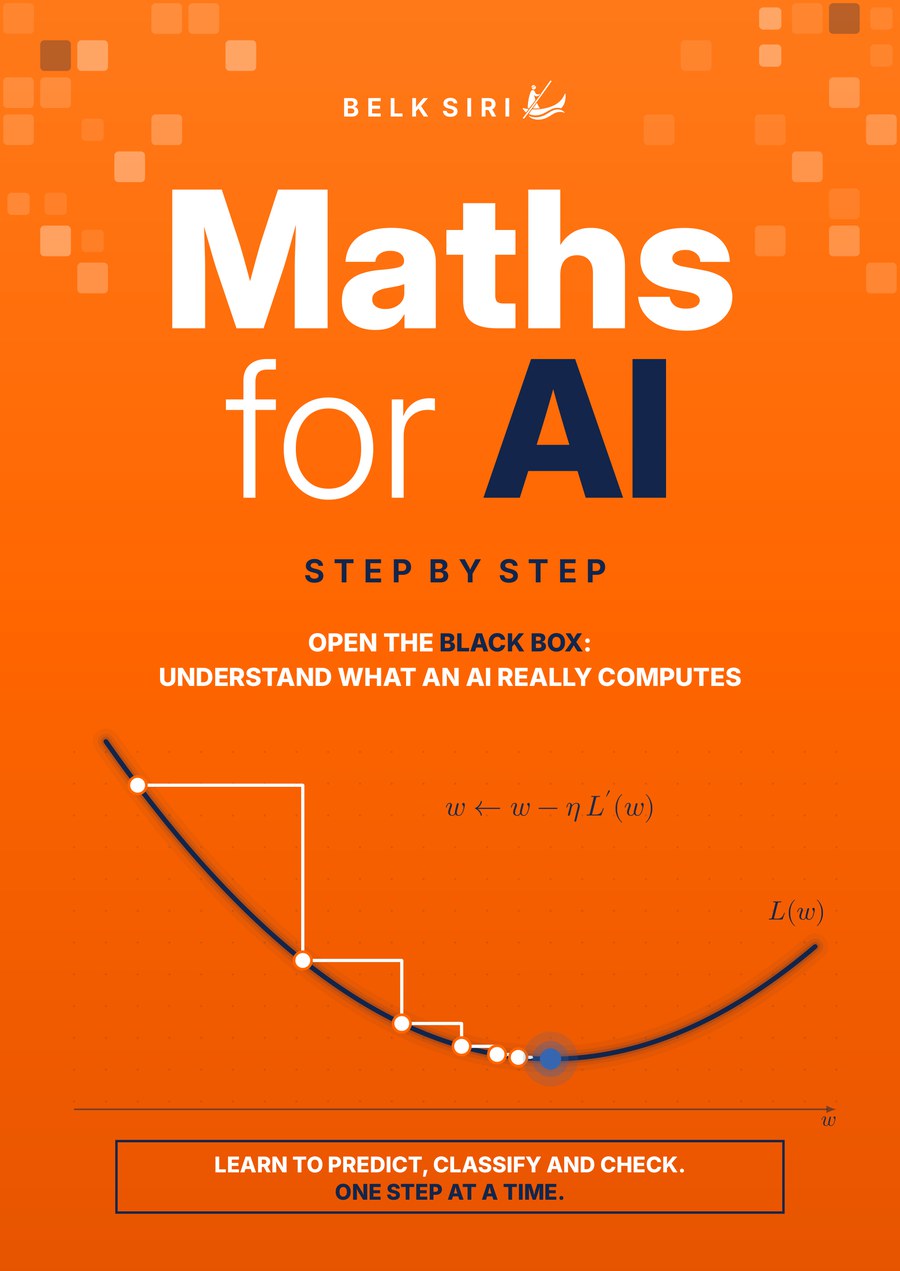 BELK SIRI
Maths
for AI
STEP BY STEP
OPEN THE BLACK BOX:
UNDERSTAND WHAT AN AI REALLY COMPUTES
w ← w − η L′(w)
L(w)
w
LEARN TO PREDICT, CLASSIFY AND CHECK.
ONE STEP AT A TIME.